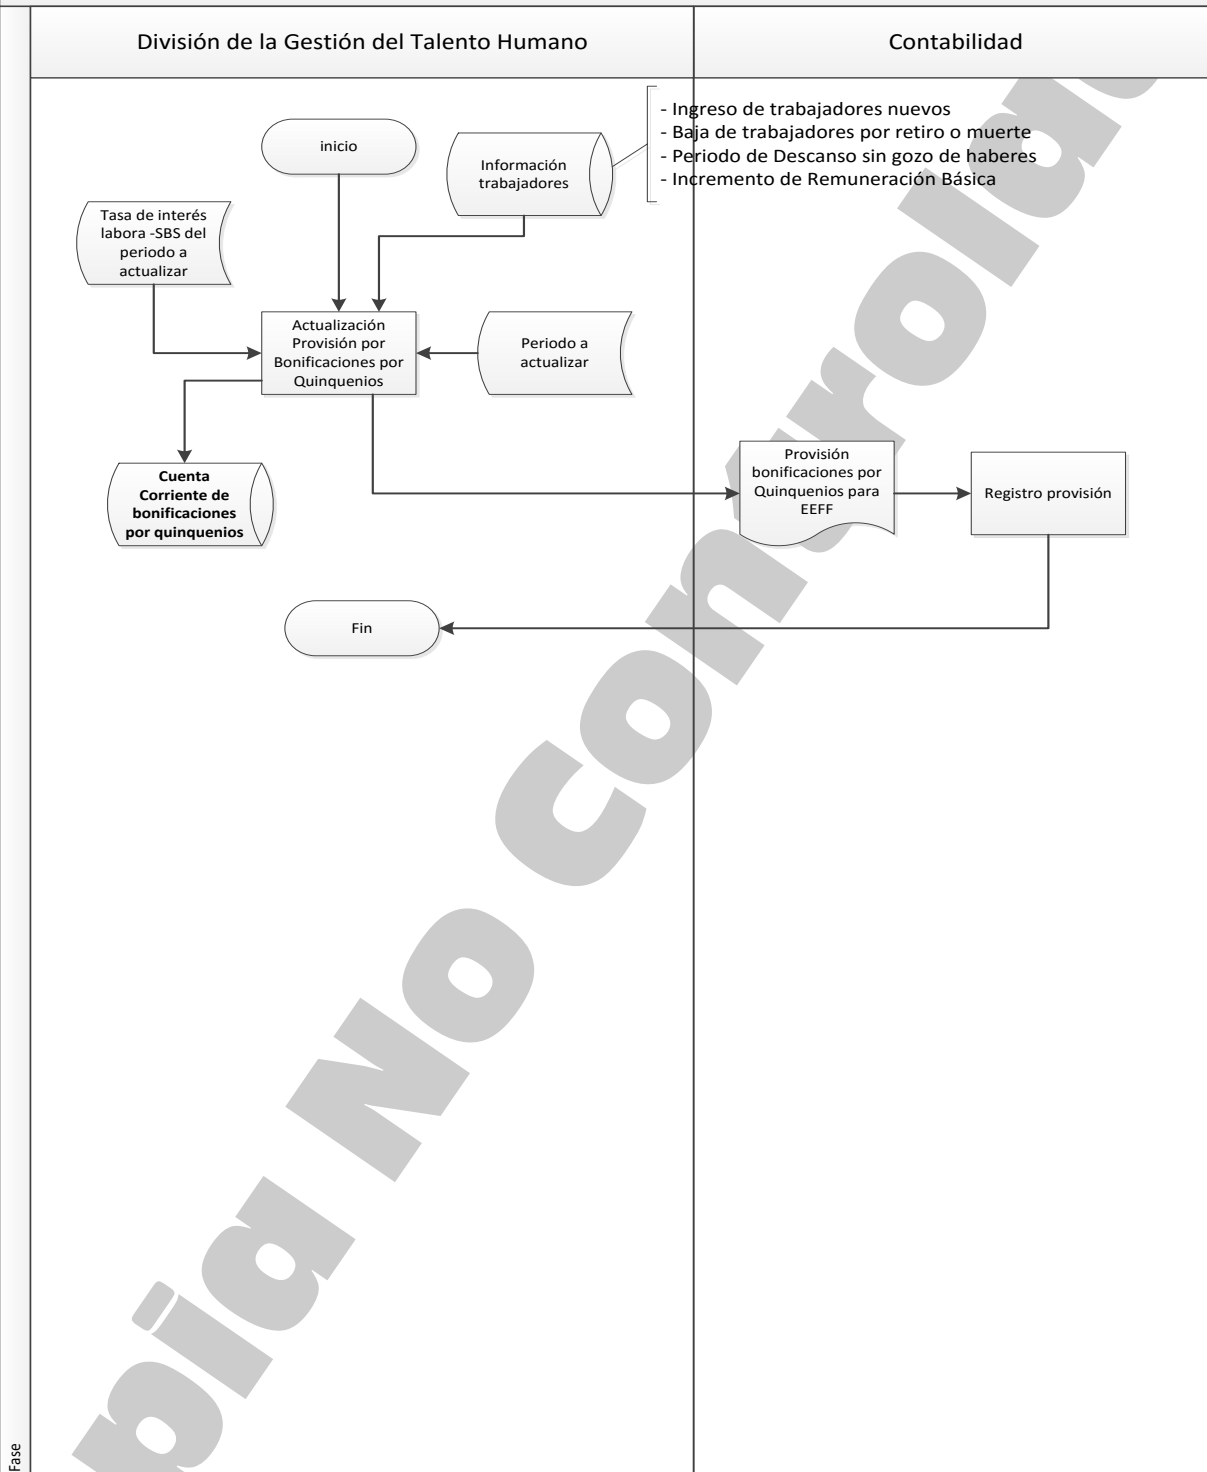 División de la Gestión del Talento Humano
Contabilidad
- Ingreso de trabajadores nuevos
- Baja de trabajadores por retiro o muerte
- Periodo de Descanso sin gozo de haberes
- Incremento de Remuneración Básica
inicio
Información
trabajadores
Tasa de interés
labora -SBS del
periodo a
actualizar
Actualización
Provisión por
Bonificaciones por
Quinquenios
Periodo a
actualizar
Cuenta
Corriente de
bonificaciones
por quinquenios
Provisión
bonificaciones por
Quinquenios para
EEFF
Registro provisión
Fin
Fase
pia No controlad